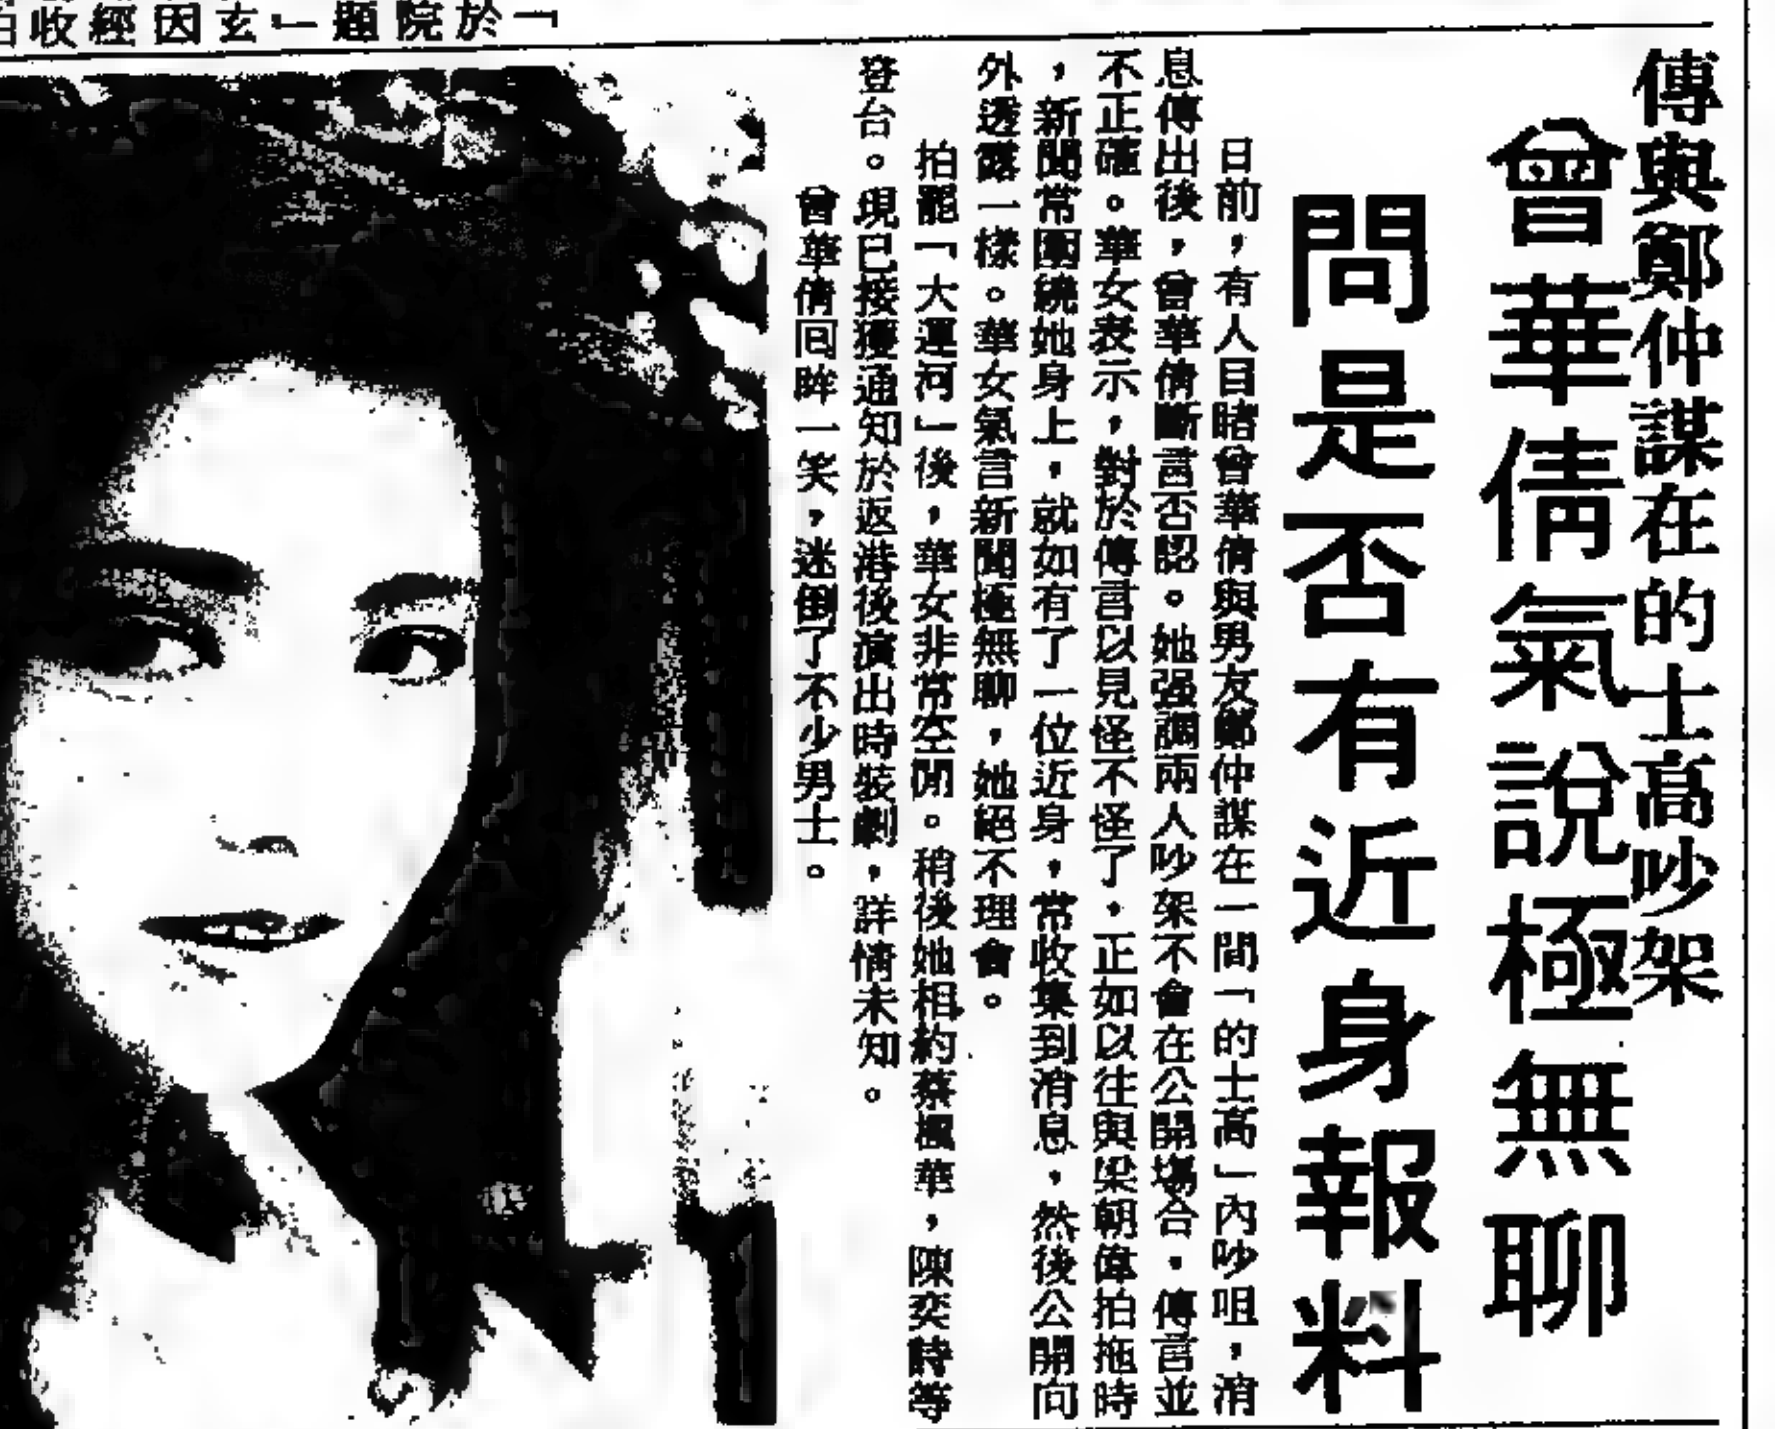 傳與鄭仲謀在的士高吵架
曾華倩氣說極無聊
問是否有近身報料
日前，有人目睹曾華倩與男友鄭仲謀在一間「的士高」內吵咀，消
息傳出後，曾華倩斷言否認。她强調兩人吵架不會在公開場合，傳言並
不正確。華女表示，對於傳言以見怪不怪了，正如以往與梁朝偉拍拖時
，新聞常圍繞她身上，就如有了一位近身，常收集到消息，然後公開向
外透露一樣。華女氣言新聞極無聊，她絕不理會。
拍罷「大運河」後，華女非常空閒。稍後她相約蔡楓華，陳奕詩等
登台。現已接獲通知於返港後演出時裝劇，詳情未知。
曾華倩回眸一笑，迷倒了不少男士。
於院題」玄因經收